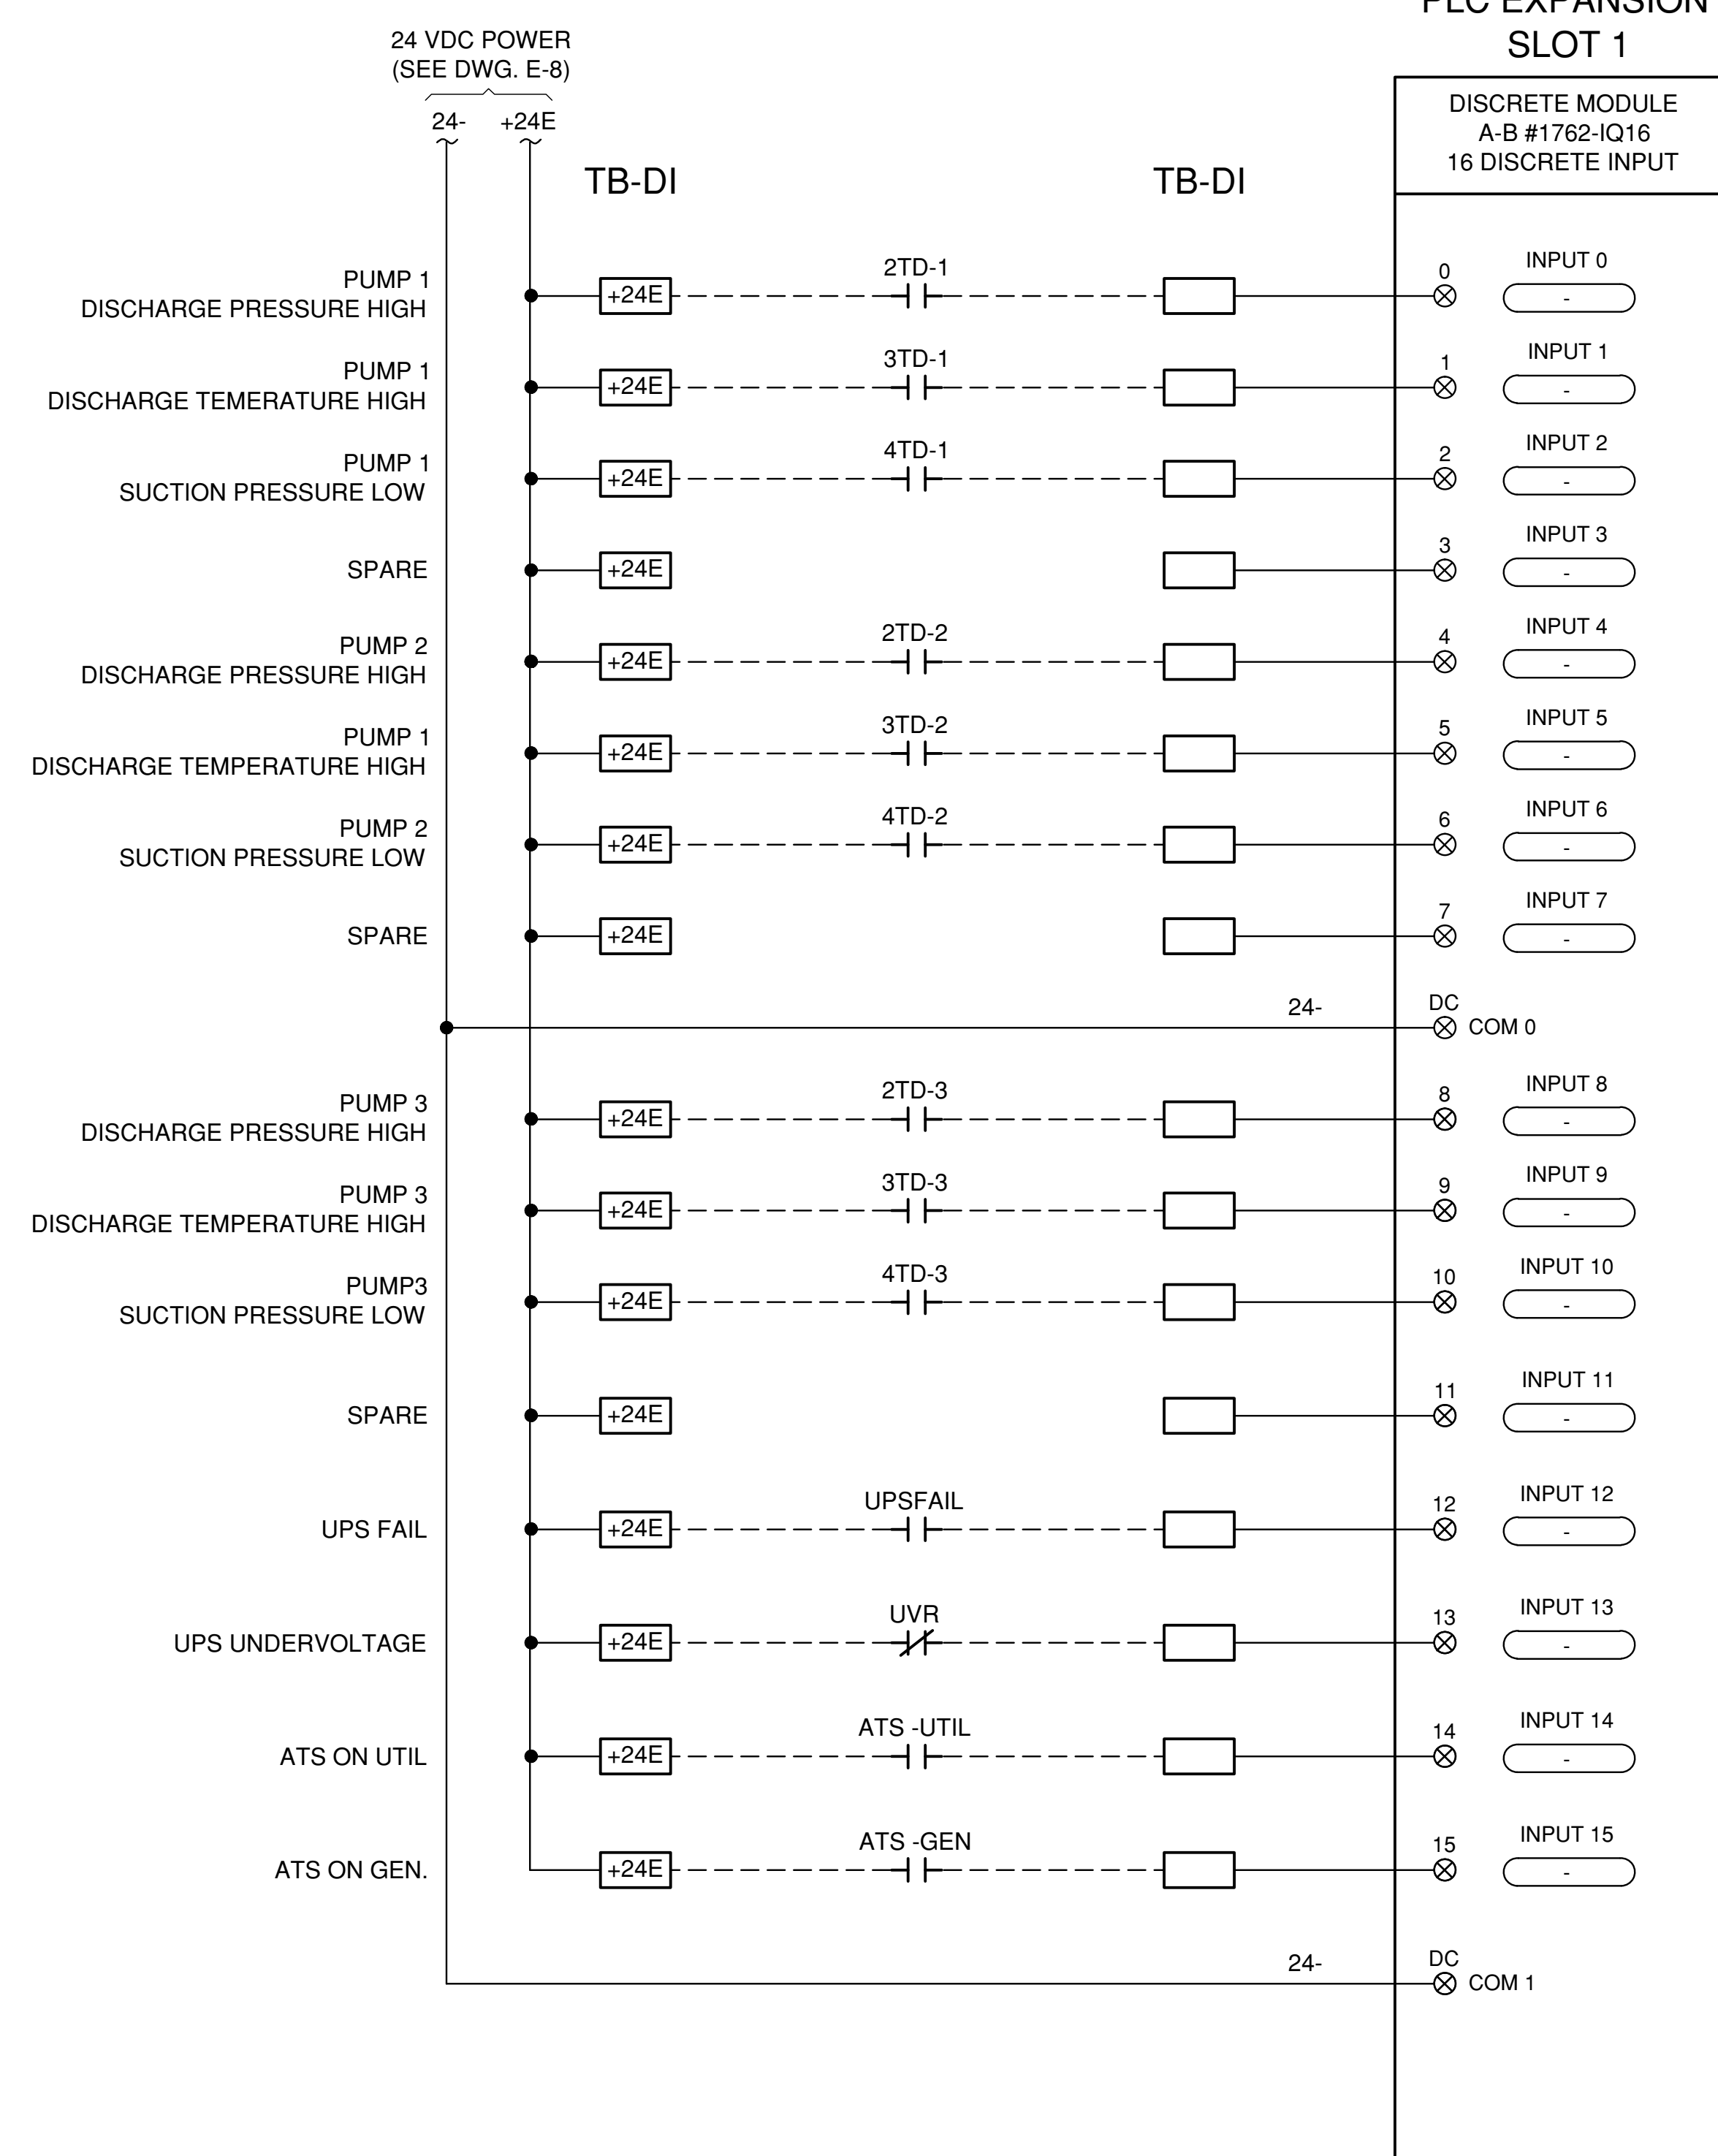 PLC EXPANSION
SLOT 1
24 VDC POWER
(SEE DWG. E-8)
24- +24E
DISCRETE MODULE
A-B #1762-IQ16
16 DISCRETE INPUT
TB-DI TB-DI
PUMP 1
DISCHARGE PRESSURE HIGH
+24E 2TD-1 0 INPUT 0
-
PUMP 1
DISCHARGE TEMERATURE HIGH
+24E 3TD-1 1 INPUT 1
-
PUMP 1
SUCTION PRESSURE LOW
+24E 4TD-1 2 INPUT 2
-
SPARE
+24E 3 INPUT 3
-
PUMP 2
DISCHARGE PRESSURE HIGH
+24E 2TD-2 4 INPUT 4
-
PUMP 1
DISCHARGE TEMPERATURE HIGH
+24E 3TD-2 5 INPUT 5
-
PUMP 2
SUCTION PRESSURE LOW
+24E 4TD-2 6 INPUT 6
-
SPARE
+24E 7 INPUT 7
-
24- DC
COM 0
PUMP 3
DISCHARGE PRESSURE HIGH
+24E 2TD-3 8 INPUT 8
-
PUMP 3
DISCHARGE TEMPERATURE HIGH
+24E 3TD-3 9 INPUT 9
-
PUMP3
SUCTION PRESSURE LOW
+24E 4TD-3 10 INPUT 10
-
SPARE
+24E 11 INPUT 11
-
UPS FAIL
+24E UPSFAIL 12 INPUT 12
-
UPS UNDERVOLTAGE
+24E UVR 13 INPUT 13
-
ATS ON UTIL
+24E ATS -UTIL 14 INPUT 14
-
ATS ON GEN.
+24E ATS -GEN 15 INPUT 15
-
24- DC
COM 1